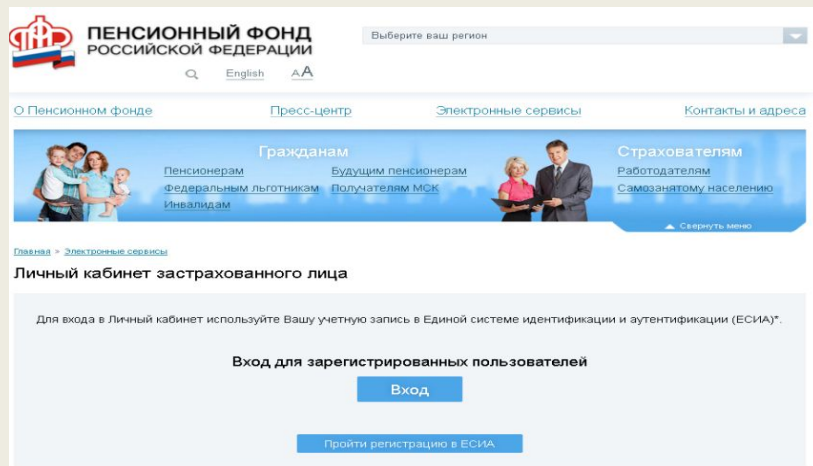 ПЕНСИОННЫЙ ФОНД
РОССИЙСКОЙ ФЕДЕРАЦИИ
Выберите ваш регион
English AA
О Пенсионном фонде Пресс-центр Электронные сервисы Контакты и адреса
Гражданам
Пенсионерам Будущим пенсионерам
Федеральным льготникам Получателям МСК
Инвалидам
Страхователям
Работодателям
Самозанятому населению
Свернуть меню
Главная » Электронные сервисы
Личный кабинет застрахованного лица
Для входа в Личный кабинет используйте Вашу учетную запись в Единой системе идентификации и аутентификации (ЕСИА)*.
Вход для зарегистрированных пользователей
Вход
Пройти регистрацию в ЕСИА